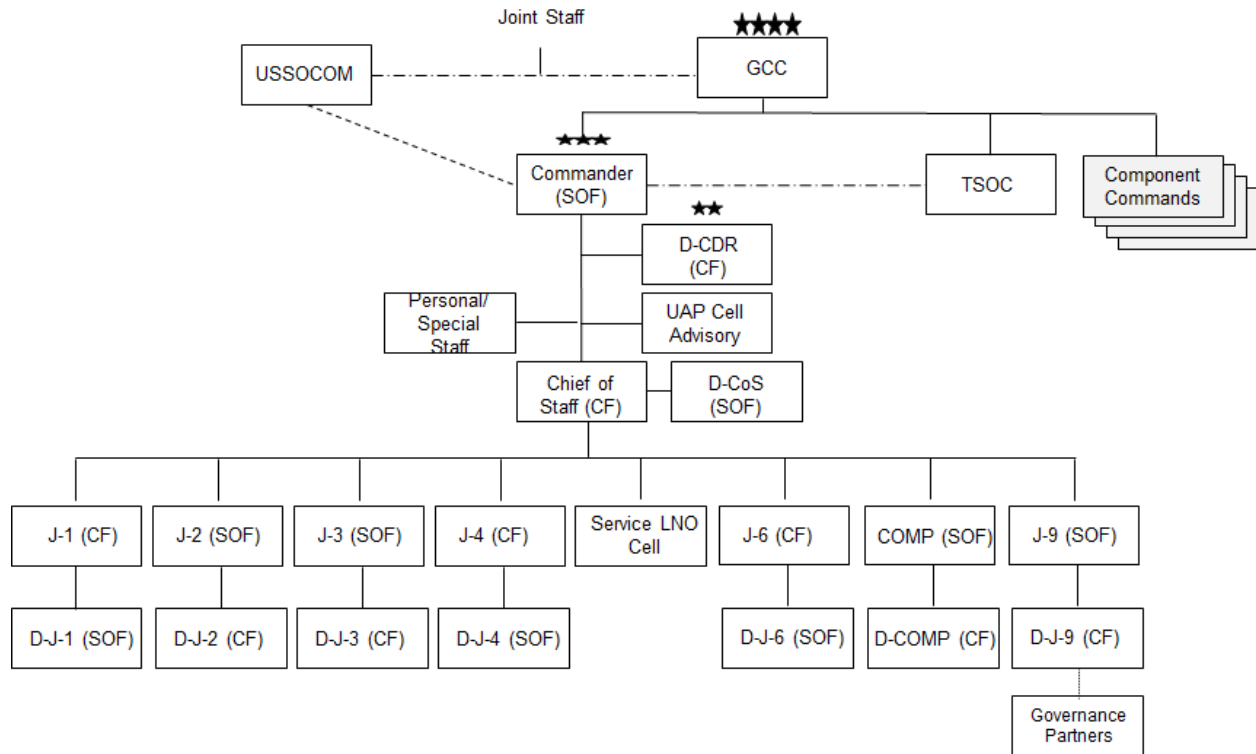 Joint Staff
USSOCOM
GCC
Commander
(SOF)
TSOC
Component
Commands
D-CDR
(CF)
Personal/
Special
Staff
UAP Cell
Advisory
Chief of
Staff (CF)
D-CoS
(SOF)
J-1 (CF)
J-2 (SOF)
J-3 (SOF)
J-4 (CF)
Service LNO
Cell
J-6 (CF)
COMP (SOF)
J-9 (SOF)
D-J-1 (SOF)
D-J-2 (CF)
D-J-3 (CF)
D-J-4 (SOF)
D-J-6 (SOF)
D-COMP (CF)
D-J-9 (CF)
Governance
Partners